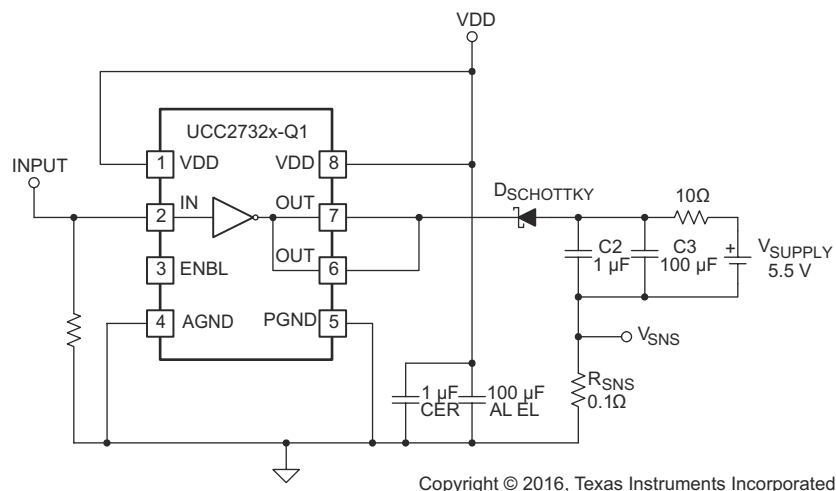 VDD
UCC2732x-Q1
INPUT
1 VDD
VDD 8
2 IN
OUT 7
OUT 6
3 ENBL
4 AGND
PGND 5
DSCHOTTKY
10Ω
C2
1 µF
C3
100 µF
+
VSUPPLY
5.5 V
VSNS
RSNS
0.1Ω
1 µF
CER
100 µF
AL EL
Copyright © 2016, Texas Instruments Incorporated